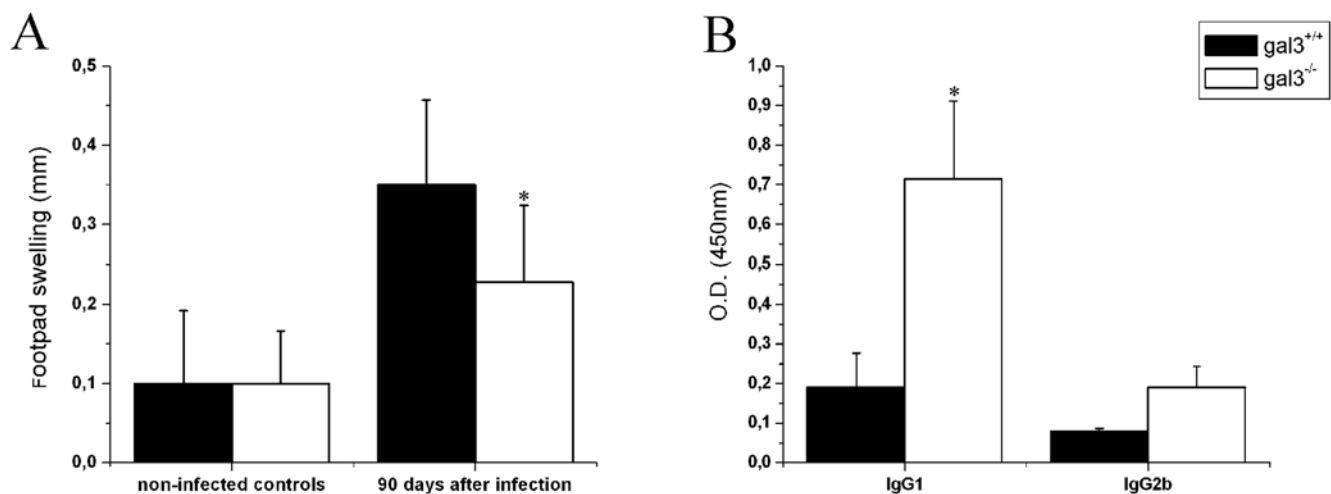 A
B
gal3+/+
gal3-/-
Footpad swelling (mm)
0,5
0,4
0,3
0,2
0,1
0,0
*
non-infected controls
90 days after infection
O.D. (450nm)
1,0
0,9
0,8
0,7
0,6
0,5
0,4
0,3
0,2
0,1
0,0
*
IgG1
IgG2b